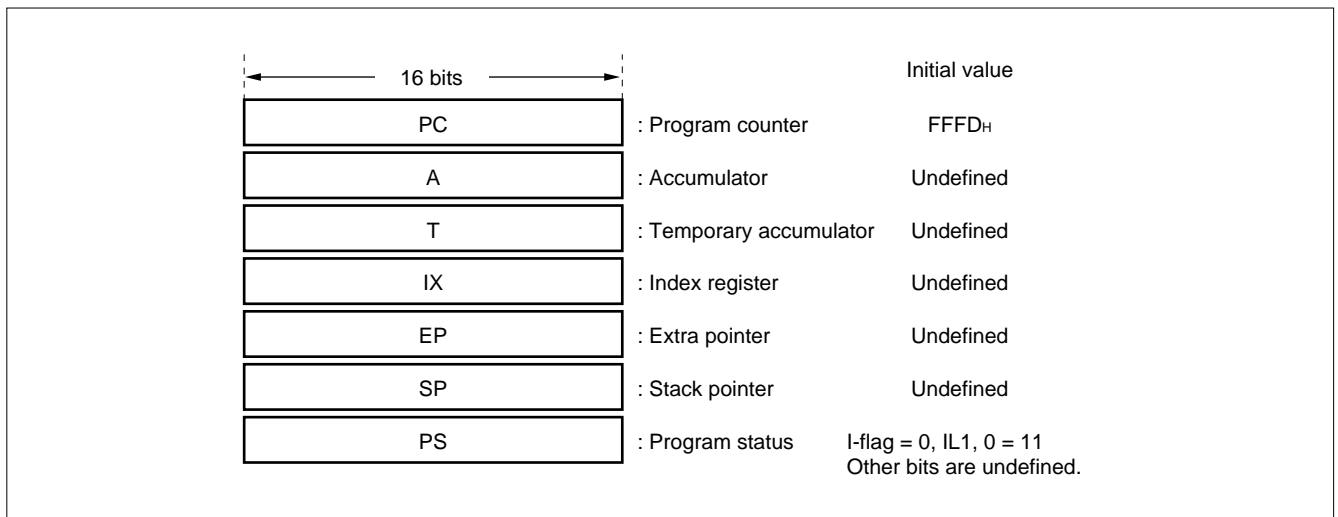 16 bits Initial value
PC : Program counter FFFDH
A : Accumulator Undefined
T : Temporary accumulator Undefined
IX : Index register Undefined
EP : Extra pointer Undefined
SP : Stack pointer Undefined
PS : Program status I-flag = 0, IL1, 0 = 11
Other bits are undefined.